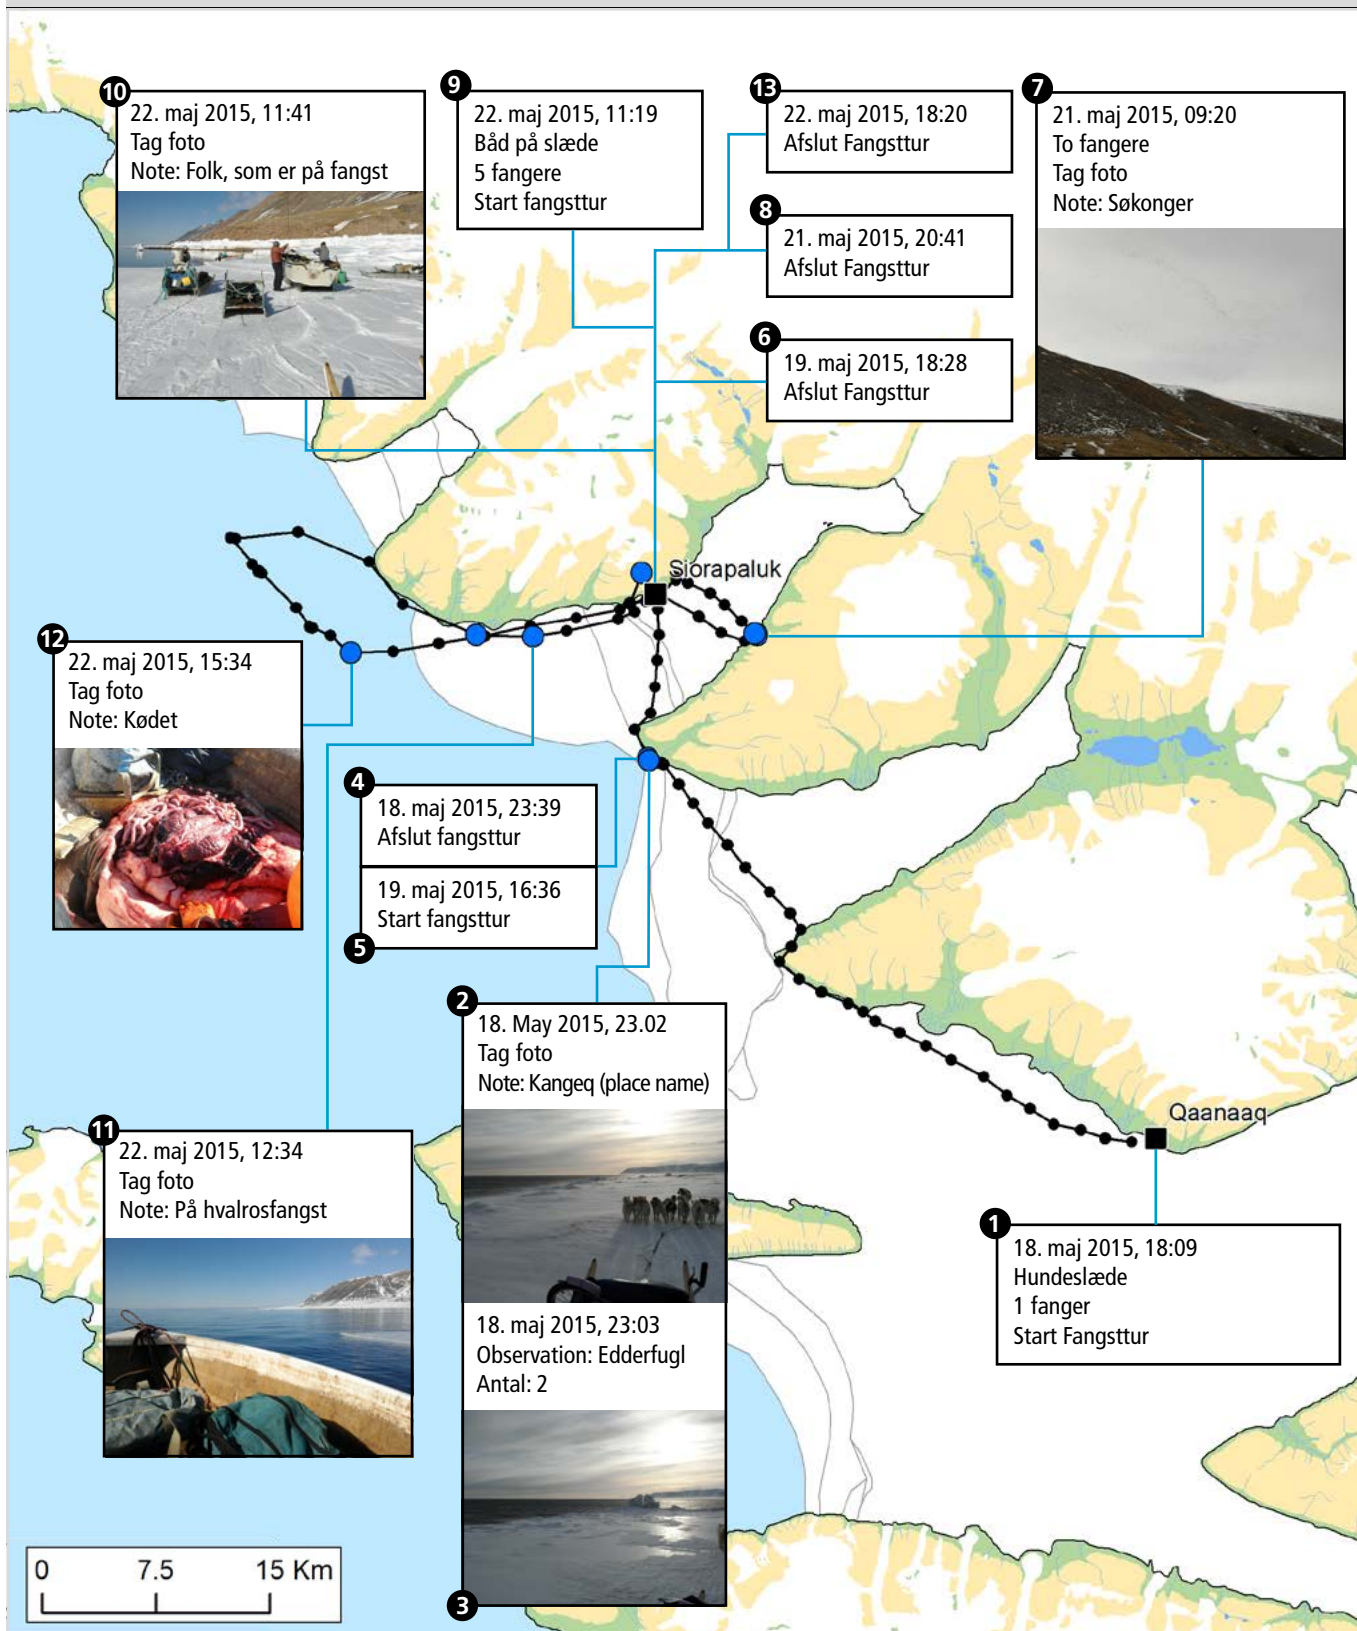 10
22. maj 2015, 11:41
Tag foto
Note: Folk, som er på fangst
9
22. maj 2015, 11:19
Båd på slæde
5 fangere
Start fangsttur
13
22. maj 2015, 18:20
Afslut Fangsttur
8
21. maj 2015, 20:41
Afslut Fangsttur
6
19. maj 2015, 18:28
Afslut Fangsttur
7
21. maj 2015, 09:20
To fangere
Tag foto
Note: Søkonger
Siorapaluk
12
22. maj 2015, 15:34
Tag foto
Note: Kødet
4
18. maj 2015, 23:39
Afslut fangsttur
19. maj 2015, 16:36
Start fangsttur
5
2
18. May 2015, 23.02
Tag foto
Note: Kangeq (place name)
18. maj 2015, 23:03
Observation: Edderfugl
Antal: 2
3
11
22. maj 2015, 12:34
Tag foto
Note: På hvalrosfangst
Qaanaaq
1
18. maj 2015, 18:09
Hundeslæde
1 fanger
Start Fangsttur
0 7.5 15 Km